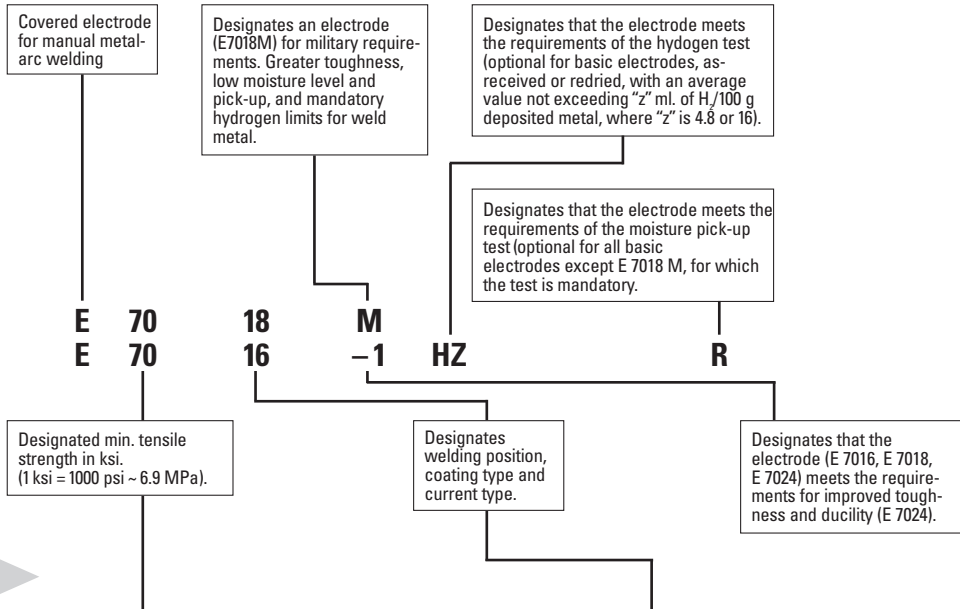 Covered electrode
for manual metal-
arc welding
Designates an electrode
(E7018M) for military require-
ments. Greater toughness,
low moisture level and
pick-up, and mandatory
hydrogen limits for weld
metal.
Designates that the electrode meets
the requirements of the hydogen test
(optional for basic electrodes, as-
received or redried, with an average
value not exceeding “z” ml. of H₂/100 g
deposited metal, where “z” is 4.8 or 16).
Designates that the electrode meets the
requirements of the moisture pick-up
test (optional for all basic
electrodes except E 7018 M, for which
the test is mandatory.
E 70 18 M
E 70 16 –1 HZ R
Designated min. tensile
strength in ksi.
(1 ksi = 1000 psi ~ 6.9 MPa).
Designates
welding position,
coating type and
current type.
Designates that the
electrode (E 7016, E 7018,
E 7024) meets the require-
ments for improved tough-
ness and ducility (E 7024).